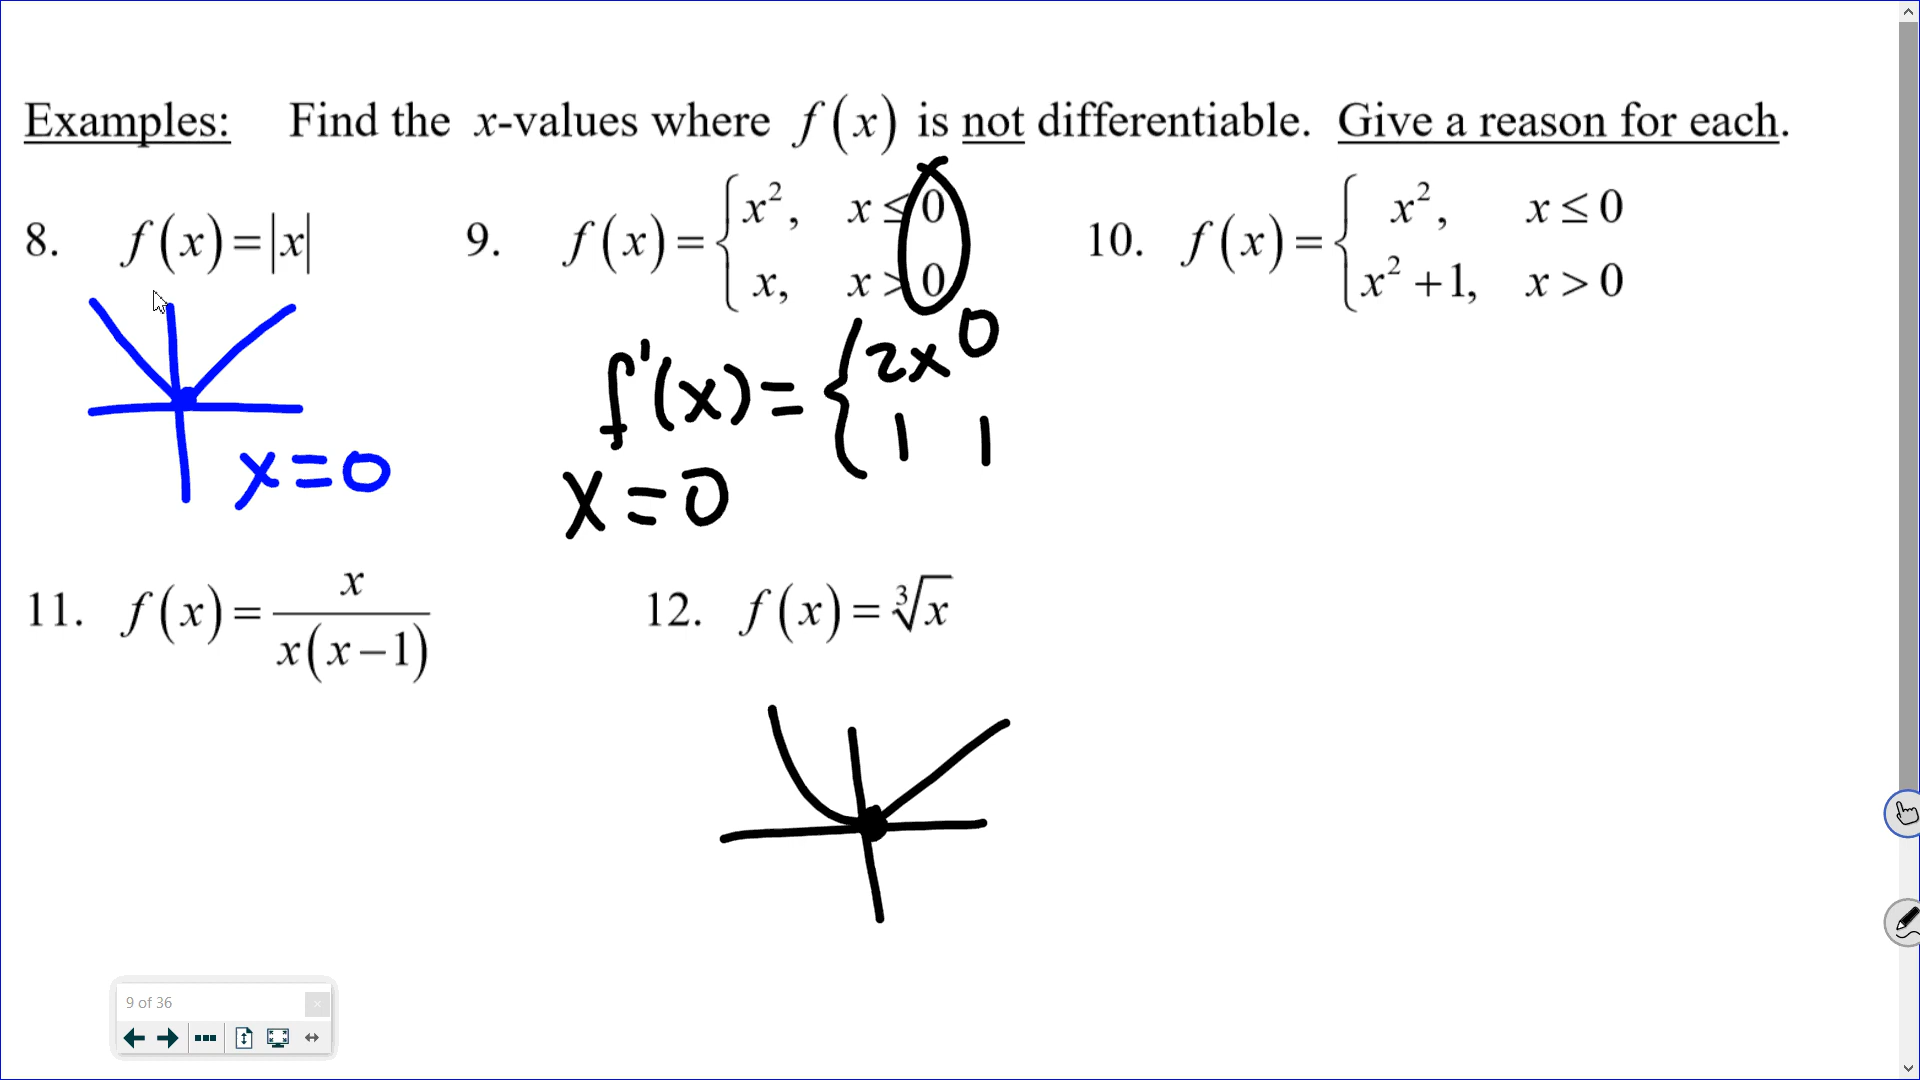 Examples: Find the x-values where f(x) is not differentiable. Give a reason for each.
8. f(x) = |x|
9. f(x) = { x², x ≤ 0
x, x > 0
10. f(x) = { x², x ≤ 0
x² + 1, x > 0
f'(x) = { 2x 0
1 1
x = 0
x = 0
11. f(x) = x / x(x − 1)
12. f(x) = ∛x
9 of 36